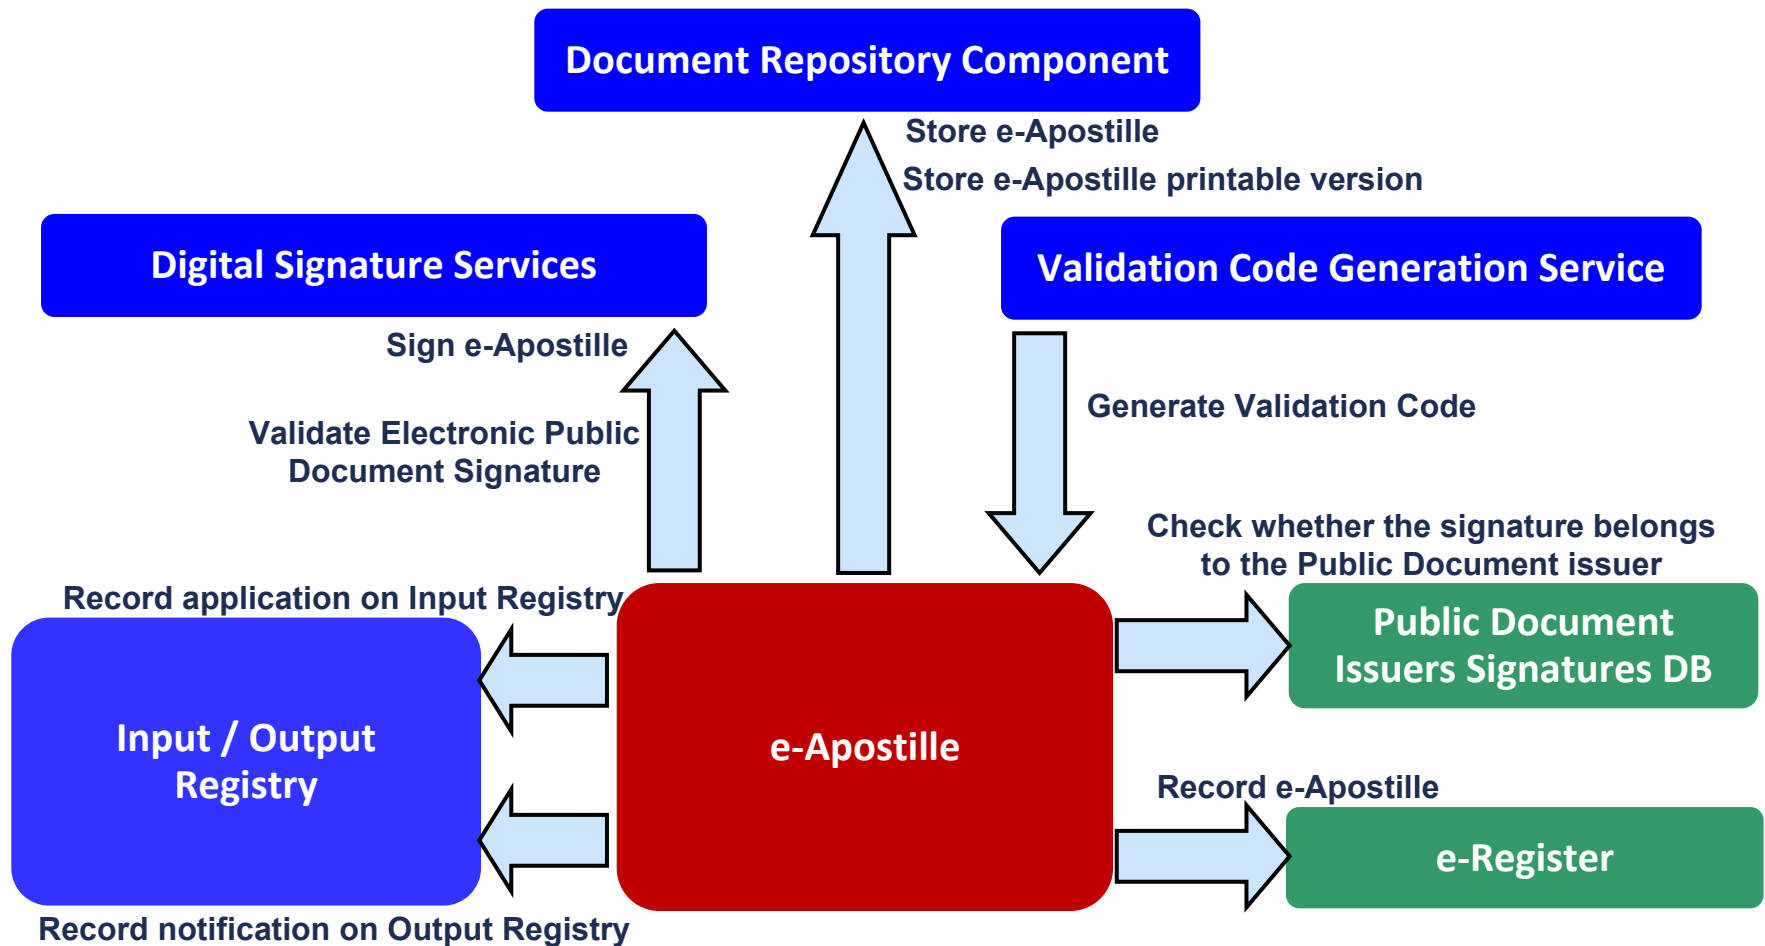 Document Repository Component
Store e-Apostille
Store e-Apostille printable version
Digital Signature Services
Validation Code Generation Service
Sign e-Apostille
Generate Validation Code
Validate Electronic Public
Document Signature
Check whether the signature belongs
to the Public Document issuer
Record application on Input Registry
Public Document
Issuers Signatures DB
Input / Output
Registry
e-Apostille
Record e-Apostille
e-Register
Record notification on Output Registry